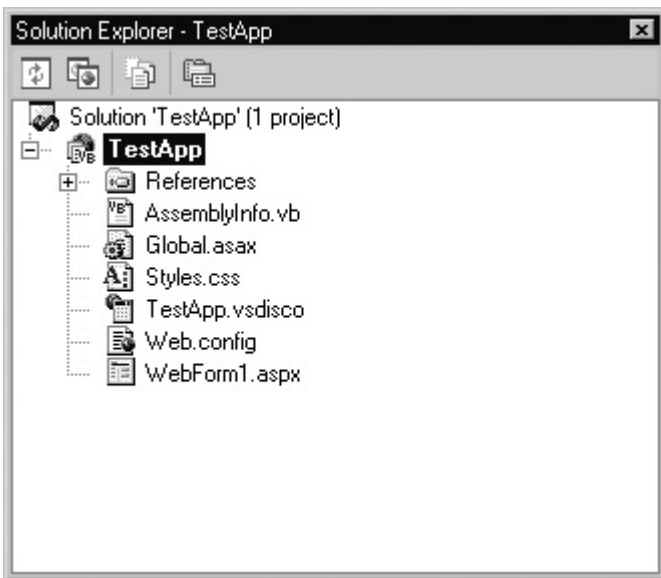 Solution Explorer - TestApp
Solution 'TestApp' (1 project)
TestApp
References
AssemblyInfo.vb
Global.asax
Styles.css
TestApp.vsdisco
Web.config
WebForm1.aspx